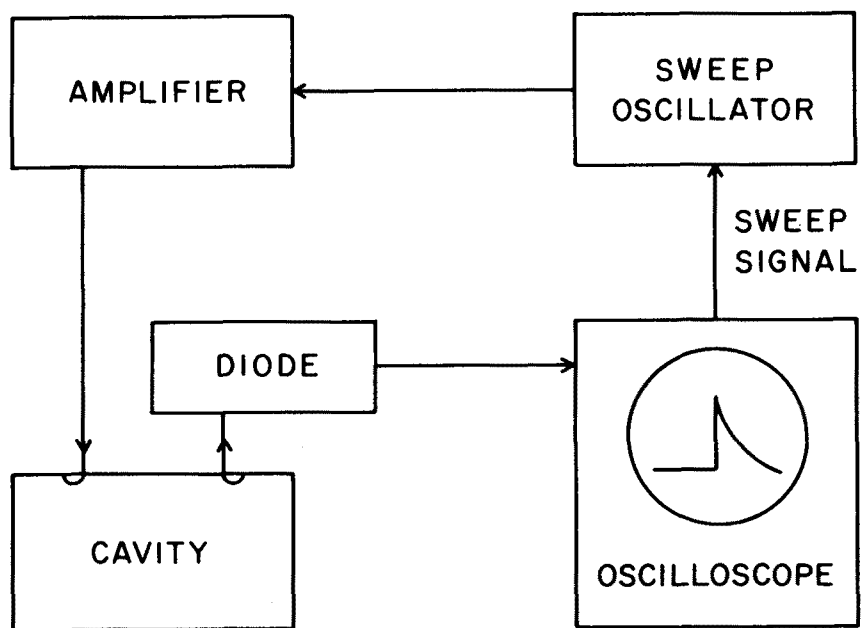 AMPLIFIER
SWEEP
OSCILLATOR
SWEEP
SIGNAL
DIODE
CAVITY
OSCILLOSCOPE